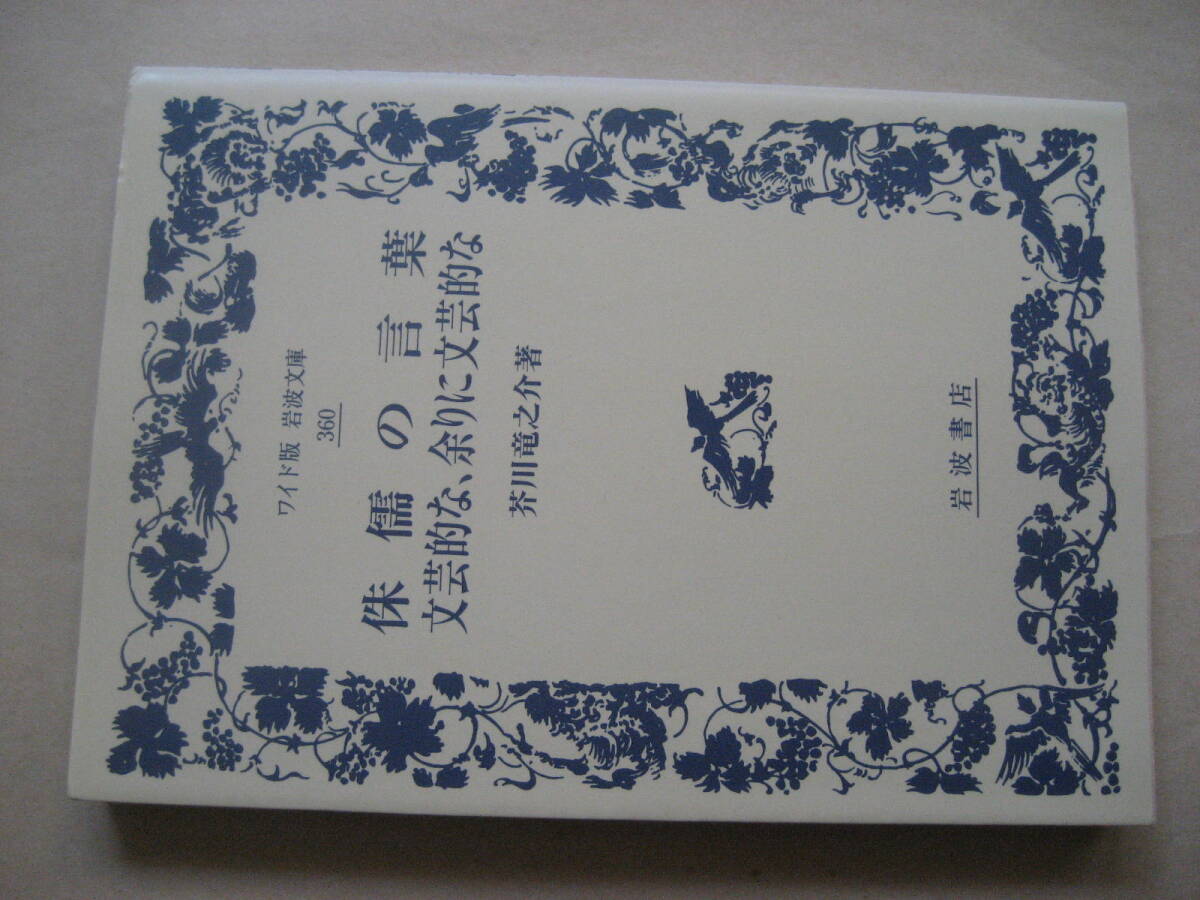 ワイド版 岩波文庫
360
侏儒の言葉
文芸的な、余りに文芸的な
芥川竜之介著
岩波書店